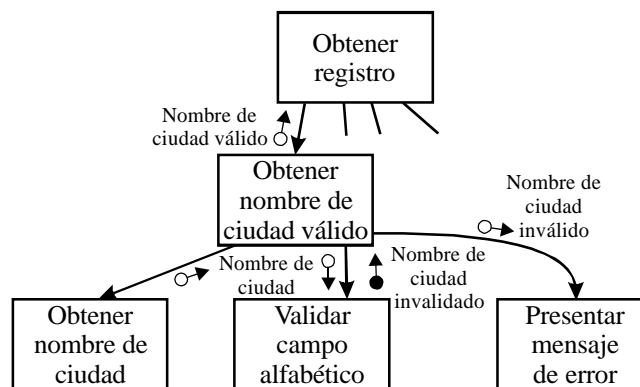 Obtener
registro
Nombre de
ciudad válido
Obtener
nombre de
ciudad válido
Nombre de
ciudad
inválido
Nombre de
ciudad
Nombre de
ciudad
invalidado
Obtener
nombre de
ciudad
Validar
campo
alfabético
Presentar
mensaje
de error